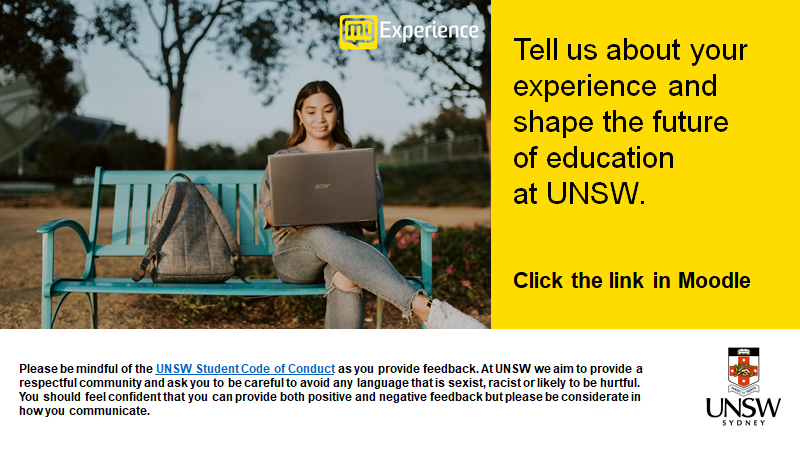 my Experience
Tell us about your
experience and
shape the future
of education
at UNSW.
acer
Click the link in Moodle
Please be mindful of the UNSW Student Code of Conduct as you provide feedback. At UNSW we aim to provide a
respectful community and ask you to be careful to avoid any language that is sexist, racist or likely to be hurtful.
You should feel confident that you can provide both positive and negative feedback but please be considerate in
how you communicate.
UNSW
SYDNEY